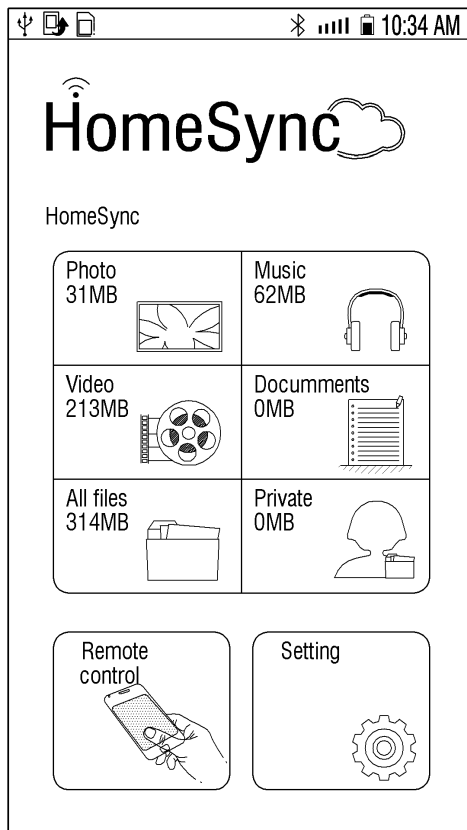 10:34 AM
HomeSync
HomeSync
Photo
31MB
Music
62MB
Video
213MB
Documments
0MB
All files
314MB
Private
0MB
Remote
control
Setting